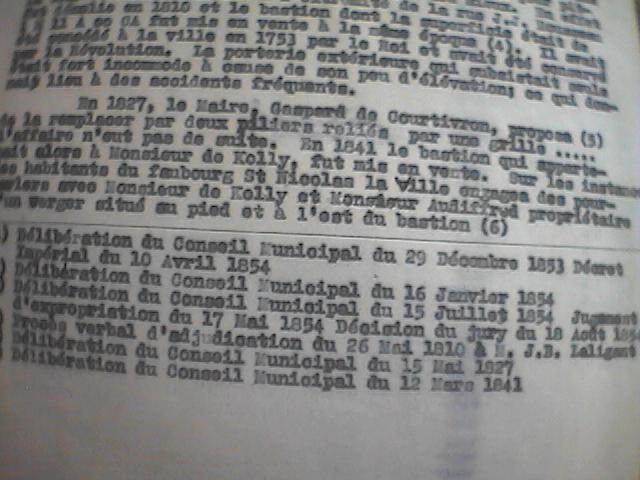 démolie en 1810 et le bastion dont la superficie était de
11 A 80 CA fut mis en vente à la même époque (4). Il avait
été concédé à la ville en 1753 par le Roi et avait été
la Révolution. La porterie extérieure qui subsistait seule
était fort incommode à cause de son peu d'élévation; ce qui don-
nait lieu à des accidents fréquents.
En 1827, le Maire, Gaspard de Courtivron, proposa (5)
de la remplacer par deux piliers reliés par une grille .....
l'affaire n'eut pas de suite. En 1841 le bastion qui apparte-
nait alors à Monsieur de Kolly, fut mis en vente. Sur les instan
es habitants du faubourg St Nicolas la Ville engagea des pour-
parlers avec Monsieur de Kolly et Monsieur Audiffred propriétaire
'un verger situé au pied et à l'est du bastion (6)
) Délibération du Conseil Municipal du 29 Décembre 1853 Décret
Impérial du 10 Avril 1854
) Délibération du Conseil Municipal du 16 Janvier 1854
Délibération du Conseil Municipal du 15 Juillet 1854 Jugement
d'expropriation du 17 Mai 1854 Décision du jury du 18 Août 1854
Procès verbal d'adjudication du 26 Mai 1810 à M. J.B. Laligant
Délibération du Conseil Municipal du 15 Mai 1827
Délibération du Conseil Municipal du 12 Mars 1841